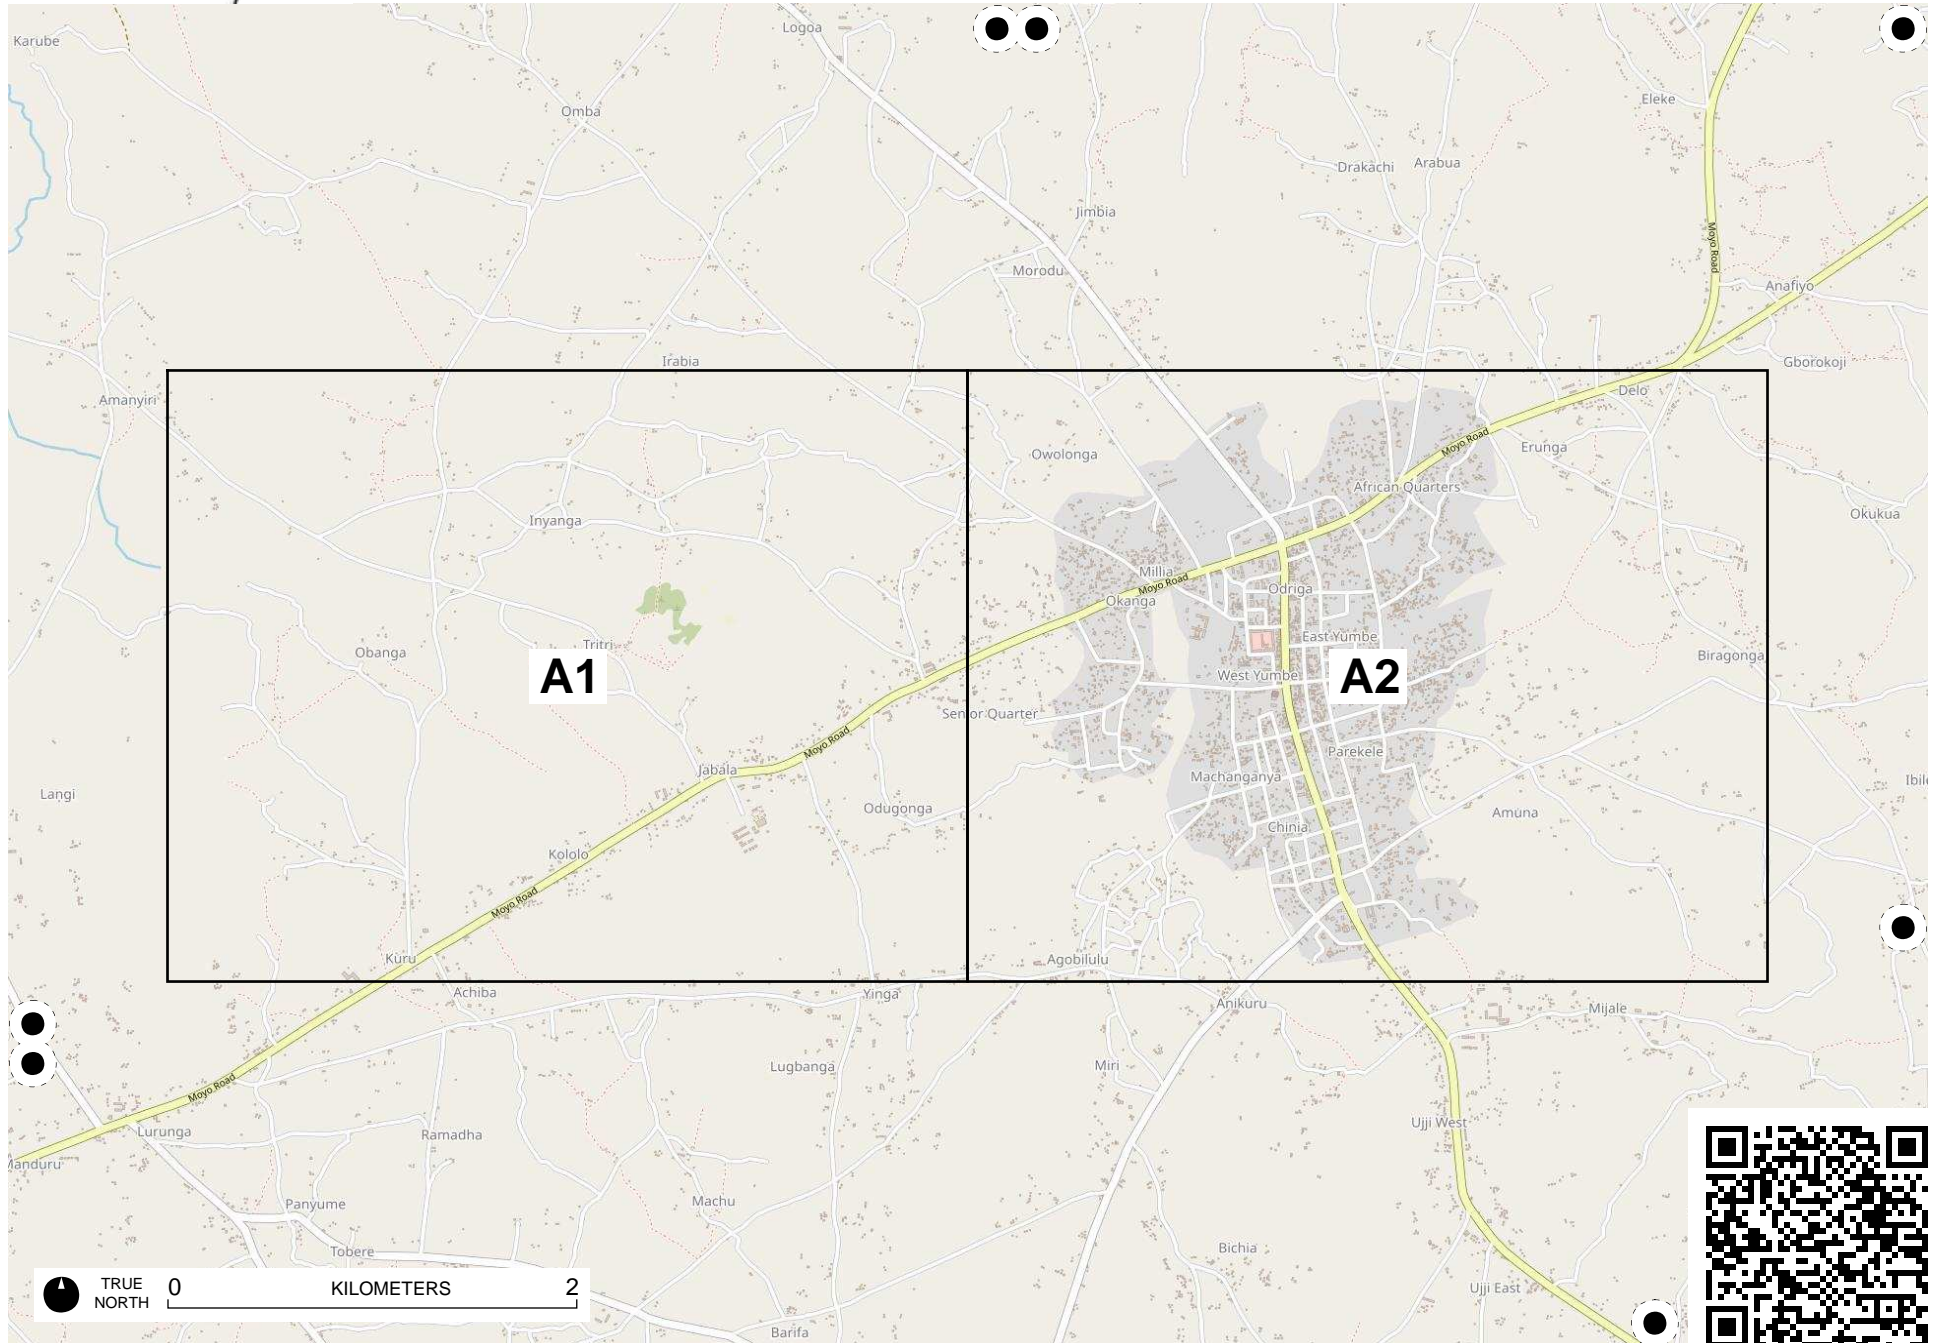 Karube
Logoa
Omba
Eleke
Drakachi
Arabua
Jimbia
Moyo Road
Morodu
Anafiyo
Irabia
Gborokoji
Amanyiri
Delo
Moyo Road
Erunga
Owolonga
African Quarters
Inyanga
Okukua
Millia
Moyo Road
Odriga
Okanga
East Yumbe
Tritri
Obanga
Biragonga
A1
West Yumbe
A2
Senior Quarter
Moyo Road
Parekele
Jabala
Machanganya
Ibile
Langi
Odugonga
Amuna
Chinia
Kololo
Moyo Road
Kuru
Agobilulu
Achiba
Yinga
Anikuru
Mijale
Lugbanga
Miri
Moyo Road
Ujji West
Lurunga
Ramadha
Manduru
Machu
Panyume
Tobere
Bichia
TRUE
NORTH
0 KILOMETERS 2
Ujji East
Barifa